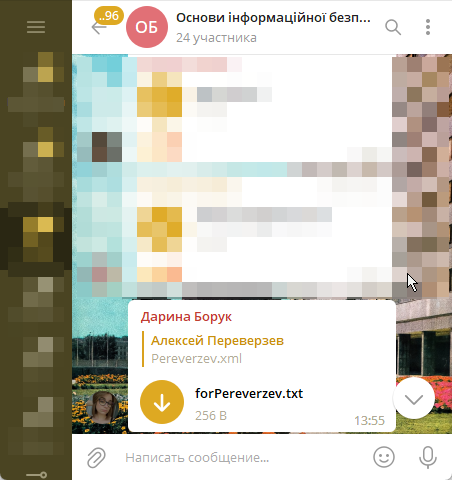 ..96
ОБ
Основи інформаційної безп...
24 участника
Дарина Борук
Алексей Переверзев
Pereverzev.xml
forPereverzev.txt
256 B
13:55
Написать сообщение...